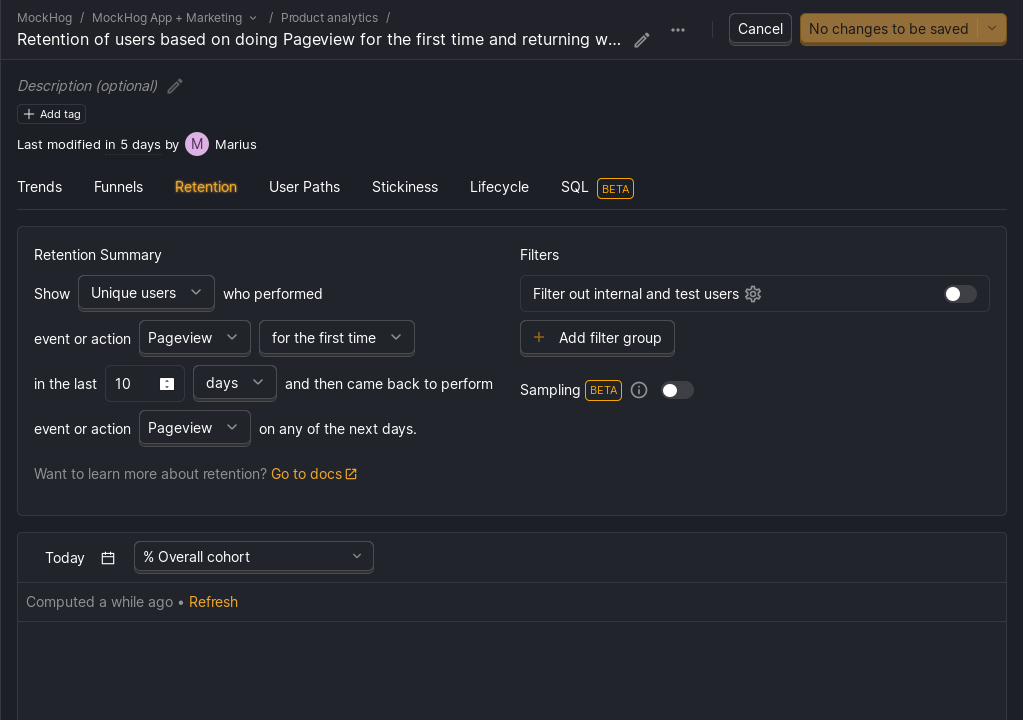 MockHog / MockHog App + Marketing / Product analytics /
Retention of users based on doing Pageview for the first time and returning w...
Cancel
No changes to be saved
Description (optional)
Add tag
Last modified in 5 days by M Marius
Trends Funnels Retention User Paths Stickiness Lifecycle SQL BETA
Retention Summary
Show Unique users who performed
event or action Pageview for the first time
in the last 10 days and then came back to perform
event or action Pageview on any of the next days.
Want to learn more about retention? Go to docs
Filters
Filter out internal and test users
+ Add filter group
Sampling BETA
Today % Overall cohort
Computed a while ago • Refresh